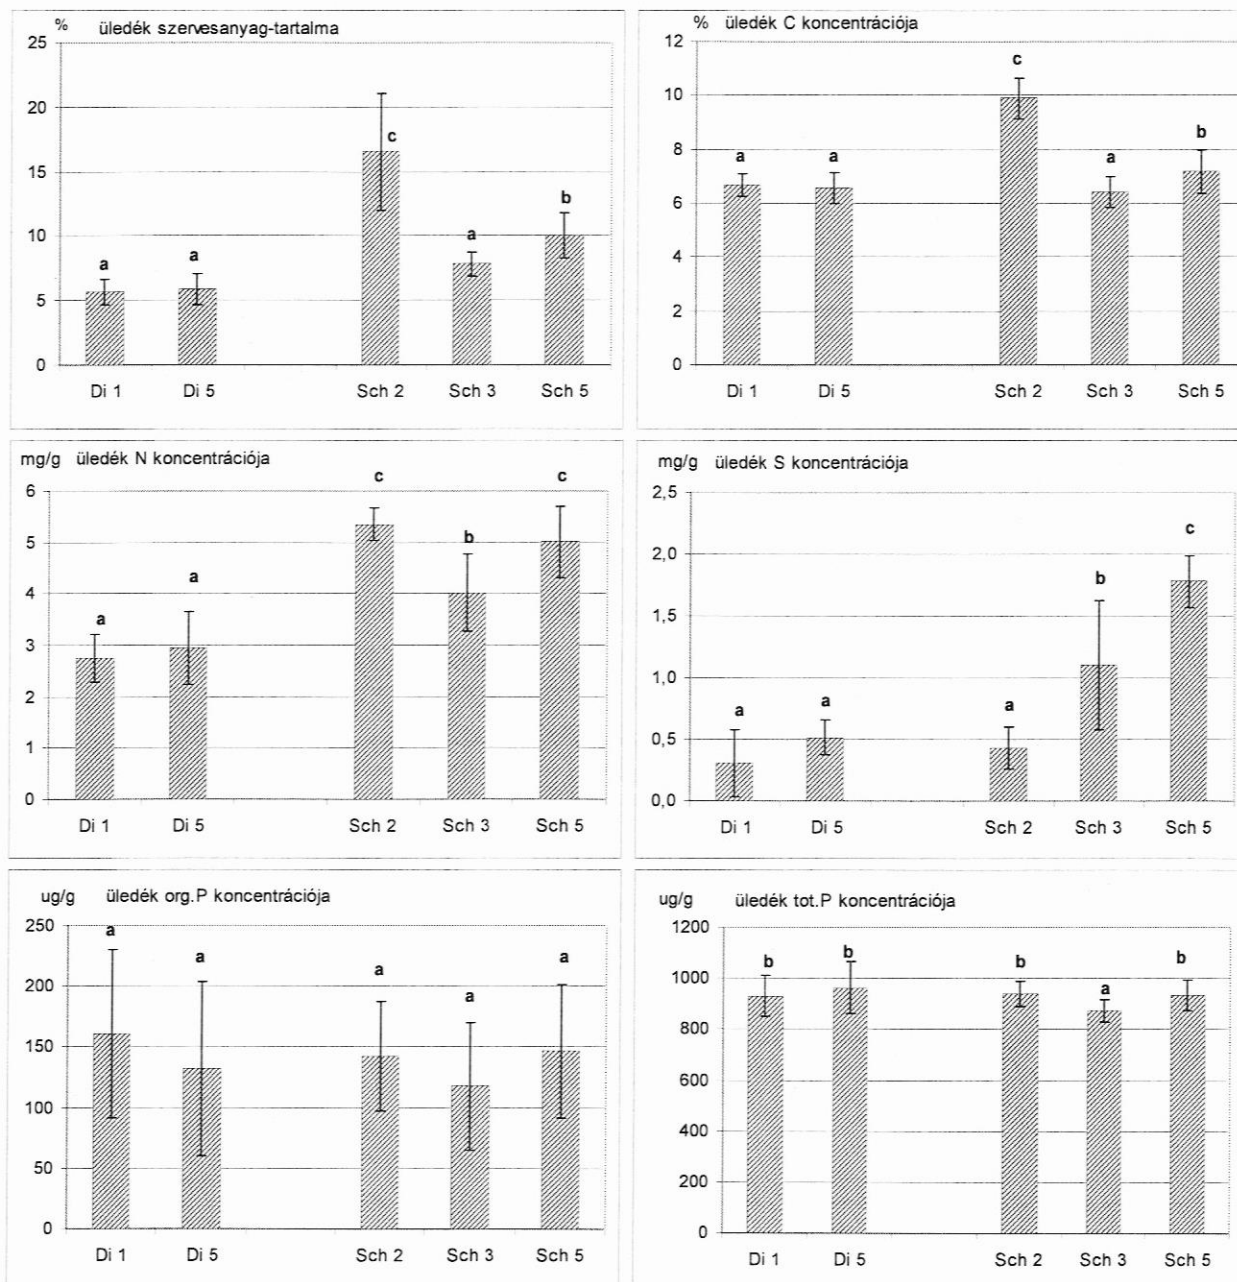 % üledék szervesanyag-tartalma
25
20
15
10
5
0
a
a
c
a
b
Di 1 Di 5 Sch 2 Sch 3 Sch 5
% üledék C koncentrációja
12
10
8
6
4
2
0
a
a
c
a
b
Di 1 Di 5 Sch 2 Sch 3 Sch 5
mg/g üledék N koncentrációja
6
5
4
3
2
1
0
a
a
c
b
c
Di 1 Di 5 Sch 2 Sch 3 Sch 5
mg/g üledék S koncentrációja
2,5
2,0
1,5
1,0
0,5
0,0
a
a
a
b
c
Di 1 Di 5 Sch 2 Sch 3 Sch 5
ug/g üledék org.P koncentrációja
250
200
150
100
50
0
a
a
a
a
a
Di 1 Di 5 Sch 2 Sch 3 Sch 5
ug/g üledék tot.P koncentrációja
1200
1000
800
600
400
200
0
b
b
b
a
b
Di 1 Di 5 Sch 2 Sch 3 Sch 5